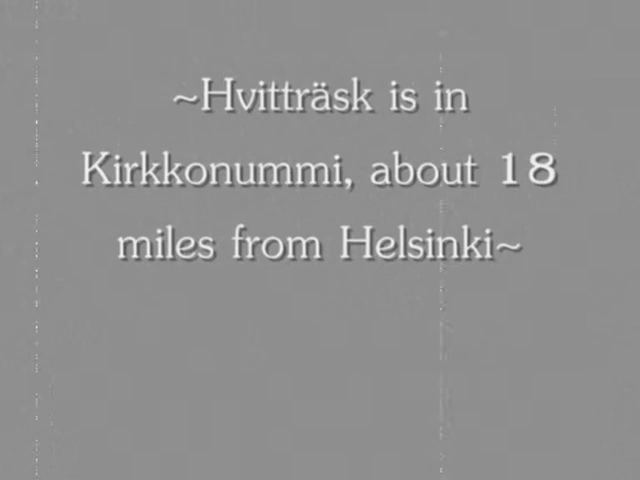 ~Hvitträsk is in
Kirkkonummi, about 18
miles from Helsinki~